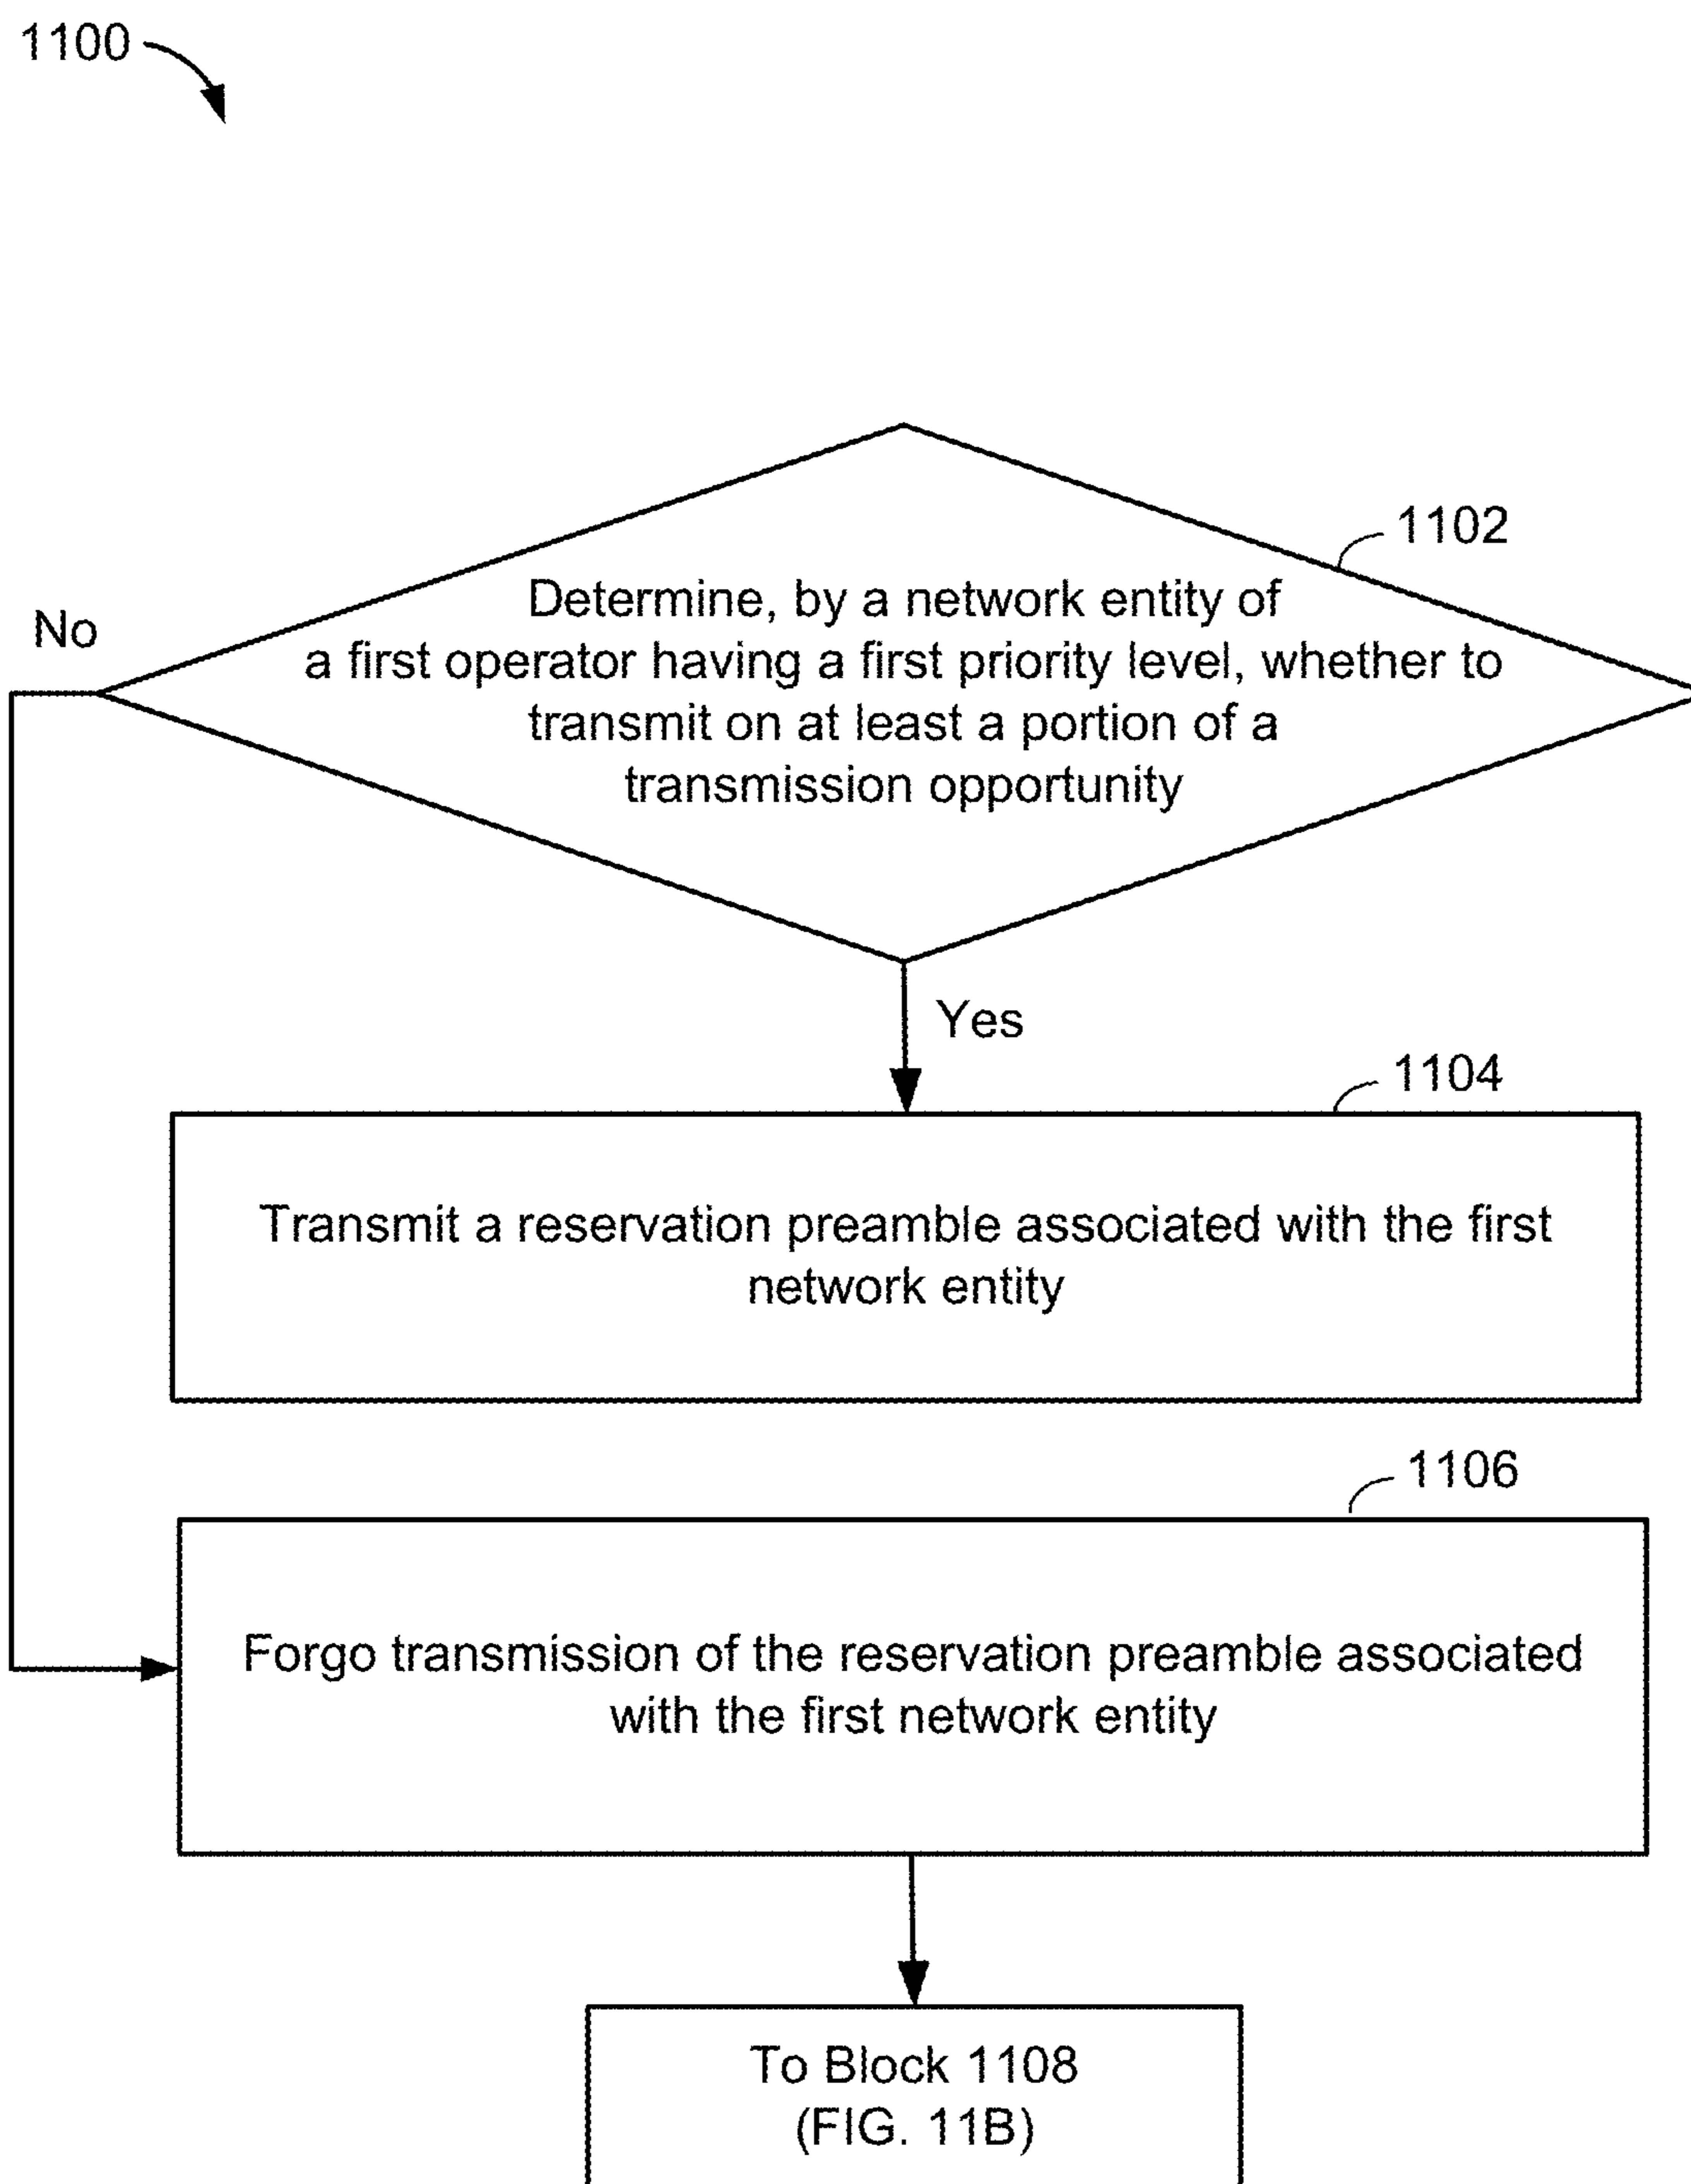 1100
1102
No
Determine, by a network entity of
a first operator having a first priority level, whether to
transmit on at least a portion of a
transmission opportunity
Yes
1104
Transmit a reservation preamble associated with the first
network entity
1106
Forgo transmission of the reservation preamble associated
with the first network entity
To Block 1108
(FIG. 11B)